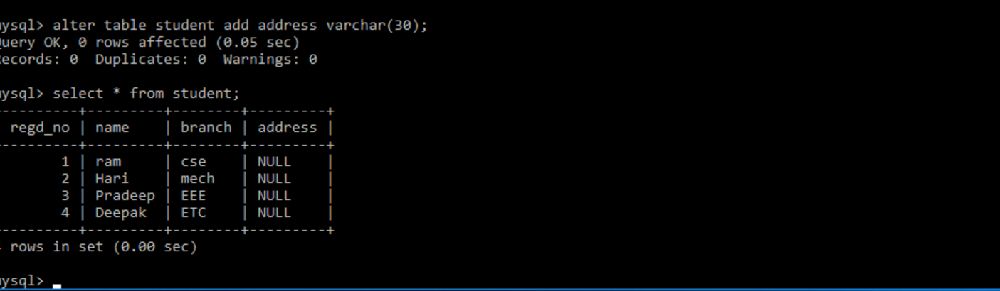 ysql> alter table student add address varchar(30);
uery OK, 0 rows affected (0.05 sec)
ecords: 0  Duplicates: 0  Warnings: 0
ysql> select * from student;
---------+---------+--------+---------+
regd_no | name    | branch | address |
---------+---------+--------+---------+
1 | ram     | cse    | NULL    |
2 | Hari    | mech   | NULL    |
3 | Pradeep | EEE    | NULL    |
4 | Deepak  | ETC    | NULL    |
---------+---------+--------+---------+
rows in set (0.00 sec)
ysql>